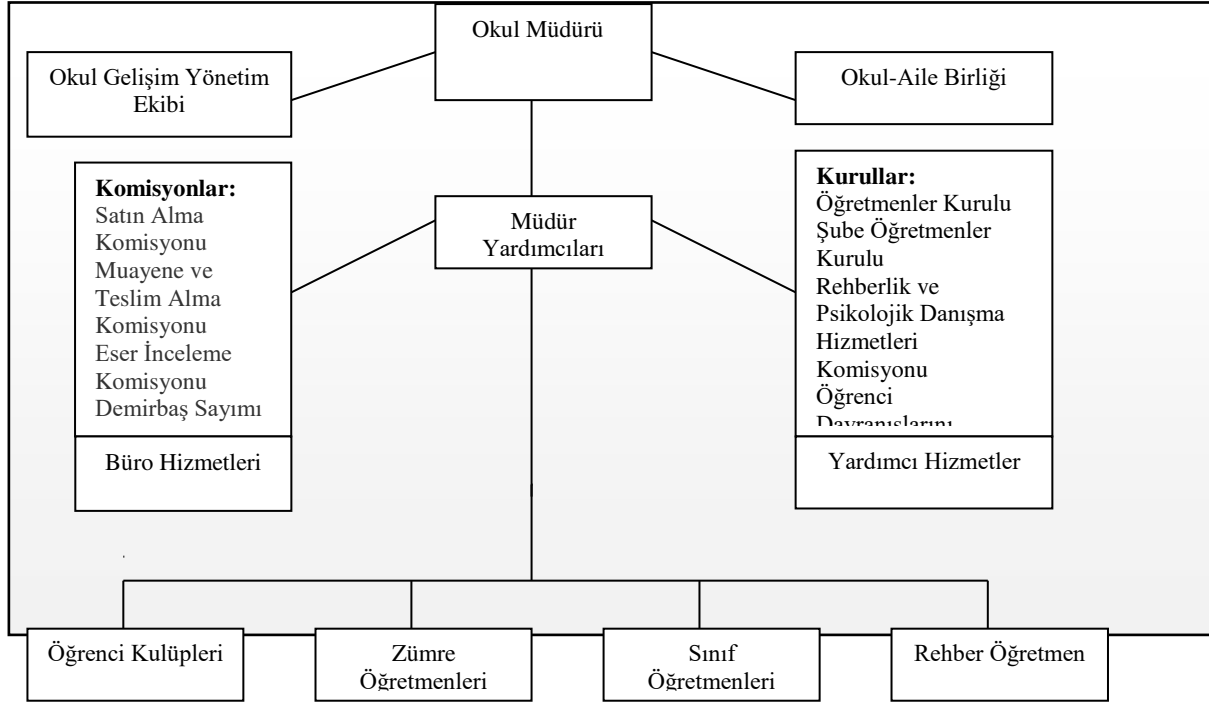 Okul Müdürü
Okul Gelişim Yönetim
Ekibi
Okul-Aile Birliği
Komisyonlar:
Satın Alma
Komisyonu
Muayene ve
Teslim Alma
Komisyonu
Eser İnceleme
Komisyonu
Demirbaş Sayımı
Müdür
Yardımcıları
Kurullar:
Öğretmenler Kurulu
Şube Öğretmenler
Kurulu
Rehberlik ve
Psikolojik Danışma
Hizmetleri
Komisyonu
Öğrenci
Davranışlarını
Büro Hizmetleri
Yardımcı Hizmetler
Öğrenci Kulüpleri
Zümre
Öğretmenleri
Sınıf
Öğretmenleri
Rehber Öğretmen